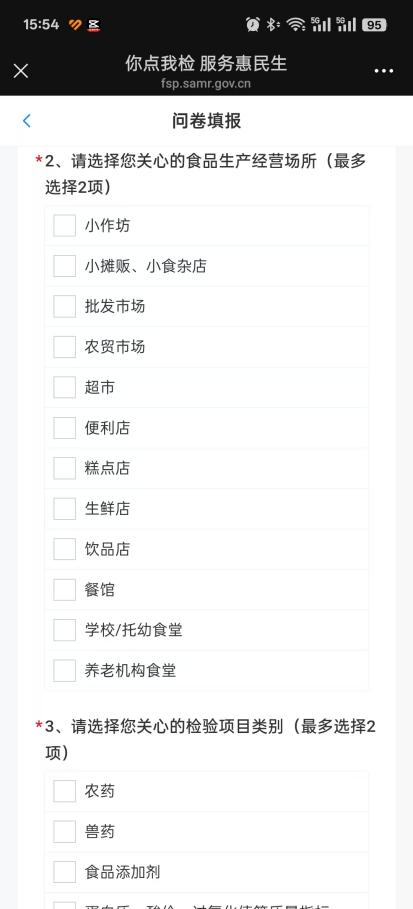 15:54
5G
5G
95
你点我检 服务惠民生
fsp.samr.gov.cn
问卷填报
*2、请选择您关心的食品生产经营场所（最多
选择2项）
小作坊
小摊贩、小食杂店
批发市场
农贸市场
超市
便利店
糕点店
生鲜店
饮品店
餐馆
学校/托幼食堂
养老机构食堂
*3、请选择您关心的检验项目类别（最多选择2
项）
农药
兽药
食品添加剂